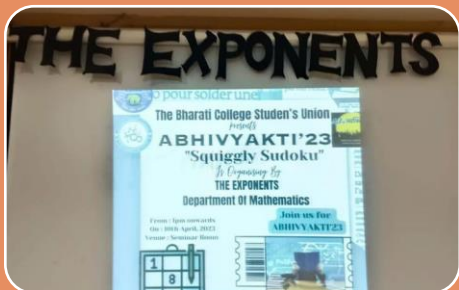 THE EXPONENTS
o pour solder une
The Bharati College Studen's Union
Presents
ABHIVYAKTI'23
"Squiggly Sudoku"
Is Organising By
THE EXPONENTS
Department Of Mathematics
From : 1pm onwards
On : 10th April, 2023
Venue : Seminar Room
Join us for
ABHIVYAKTI'23
1
8